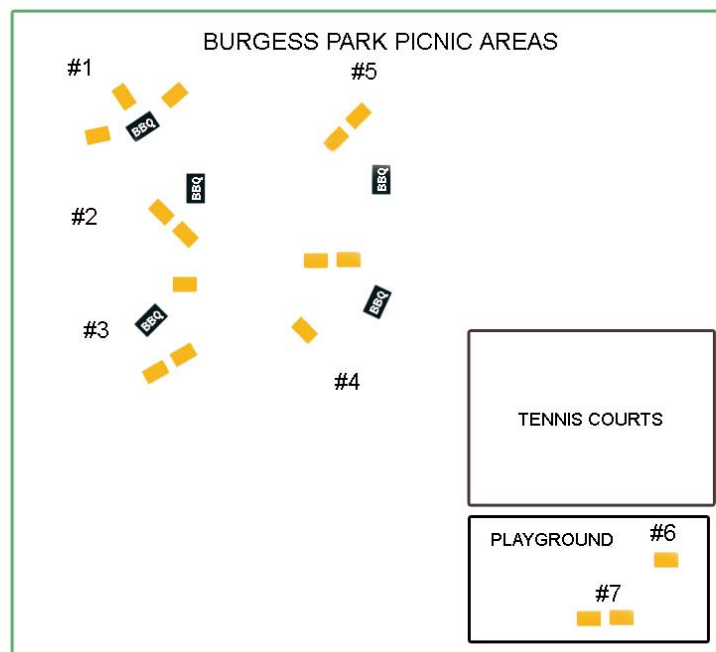 BURGESS PARK PICNIC AREAS
#1
#5
BBQ
BBQ
BBQ
#2
BBQ
BBQ
#3
#4
TENNIS COURTS
#6
PLAYGROUND
#7